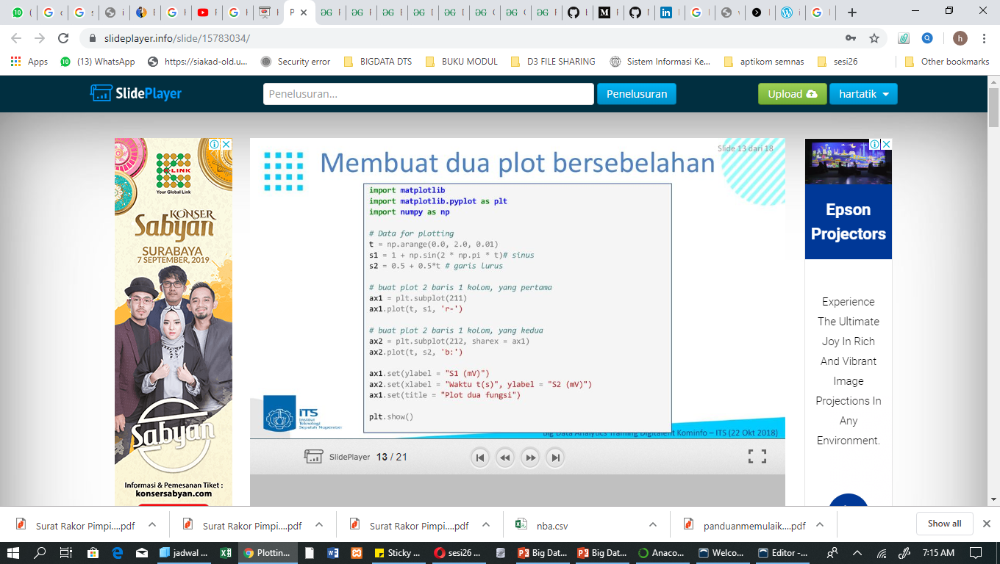 slideplayer.info/slide/15783034/
h
Apps
(13) WhatsApp
https://siakad-old.u...
Security error
BIGDATA DTS
BUKU MODUL
D3 FILE SHARING
Sistem Informasi Ke...
aptikom semnas
sesi26
Other bookmarks
SlidePlayer
Penelusuran...
Penelusuran
Upload
hartatik
K-LINK
Your Global Link
KONSER
Sabyan
SURABAYA
7 SEPTEMBER, 2019
Sabyan
Informasi & Pemesanan Tiket :
konsersabyan.com
Slide 13 dari 18
Membuat dua plot bersebelahan
import matplotlib
import matplotlib.pyplot as plt
import numpy as np
# Data for plotting
t = np.arange(0.0, 2.0, 0.01)
s1 = 1 + np.sin(2 * np.pi * t)# sinus
s2 = 0.5 + 0.5*t # garis lurus
# buat plot 2 baris 1 kolom, yang pertama
ax1 = plt.subplot(211)
ax1.plot(t, s1, 'r-')
# buat plot 2 baris 1 kolom, yang kedua
ax2 = plt.subplot(212, sharex = ax1)
ax2.plot(t, s2, 'b:')
ax1.set(ylabel = "S1 (mV)")
ax2.set(xlabel = "Waktu t(s)", ylabel = "S2 (mV)")
ax1.set(title = "Plot dua fungsi")
plt.show()
ITS
Institut
Teknologi
Sepuluh Nopember
Big Data Analytics Training Digitalent Kominfo – ITS (22 Okt 2018)
SlidePlayer
13 / 21
Epson
Projectors
Experience
The Ultimate
Joy In Rich
And Vibrant
Image
Projections In
Any
Environment.
Surat Rakor Pimpi....pdf
Surat Rakor Pimpi....pdf
Surat Rakor Pimpi....pdf
nba.csv
panduanmemulaik....pdf
Show all
jadwal ...
Plottin...
Sticky ...
sesi26 ...
Big Dat...
Big Dat...
Anaco...
Welco...
Editor -...
7:15 AM